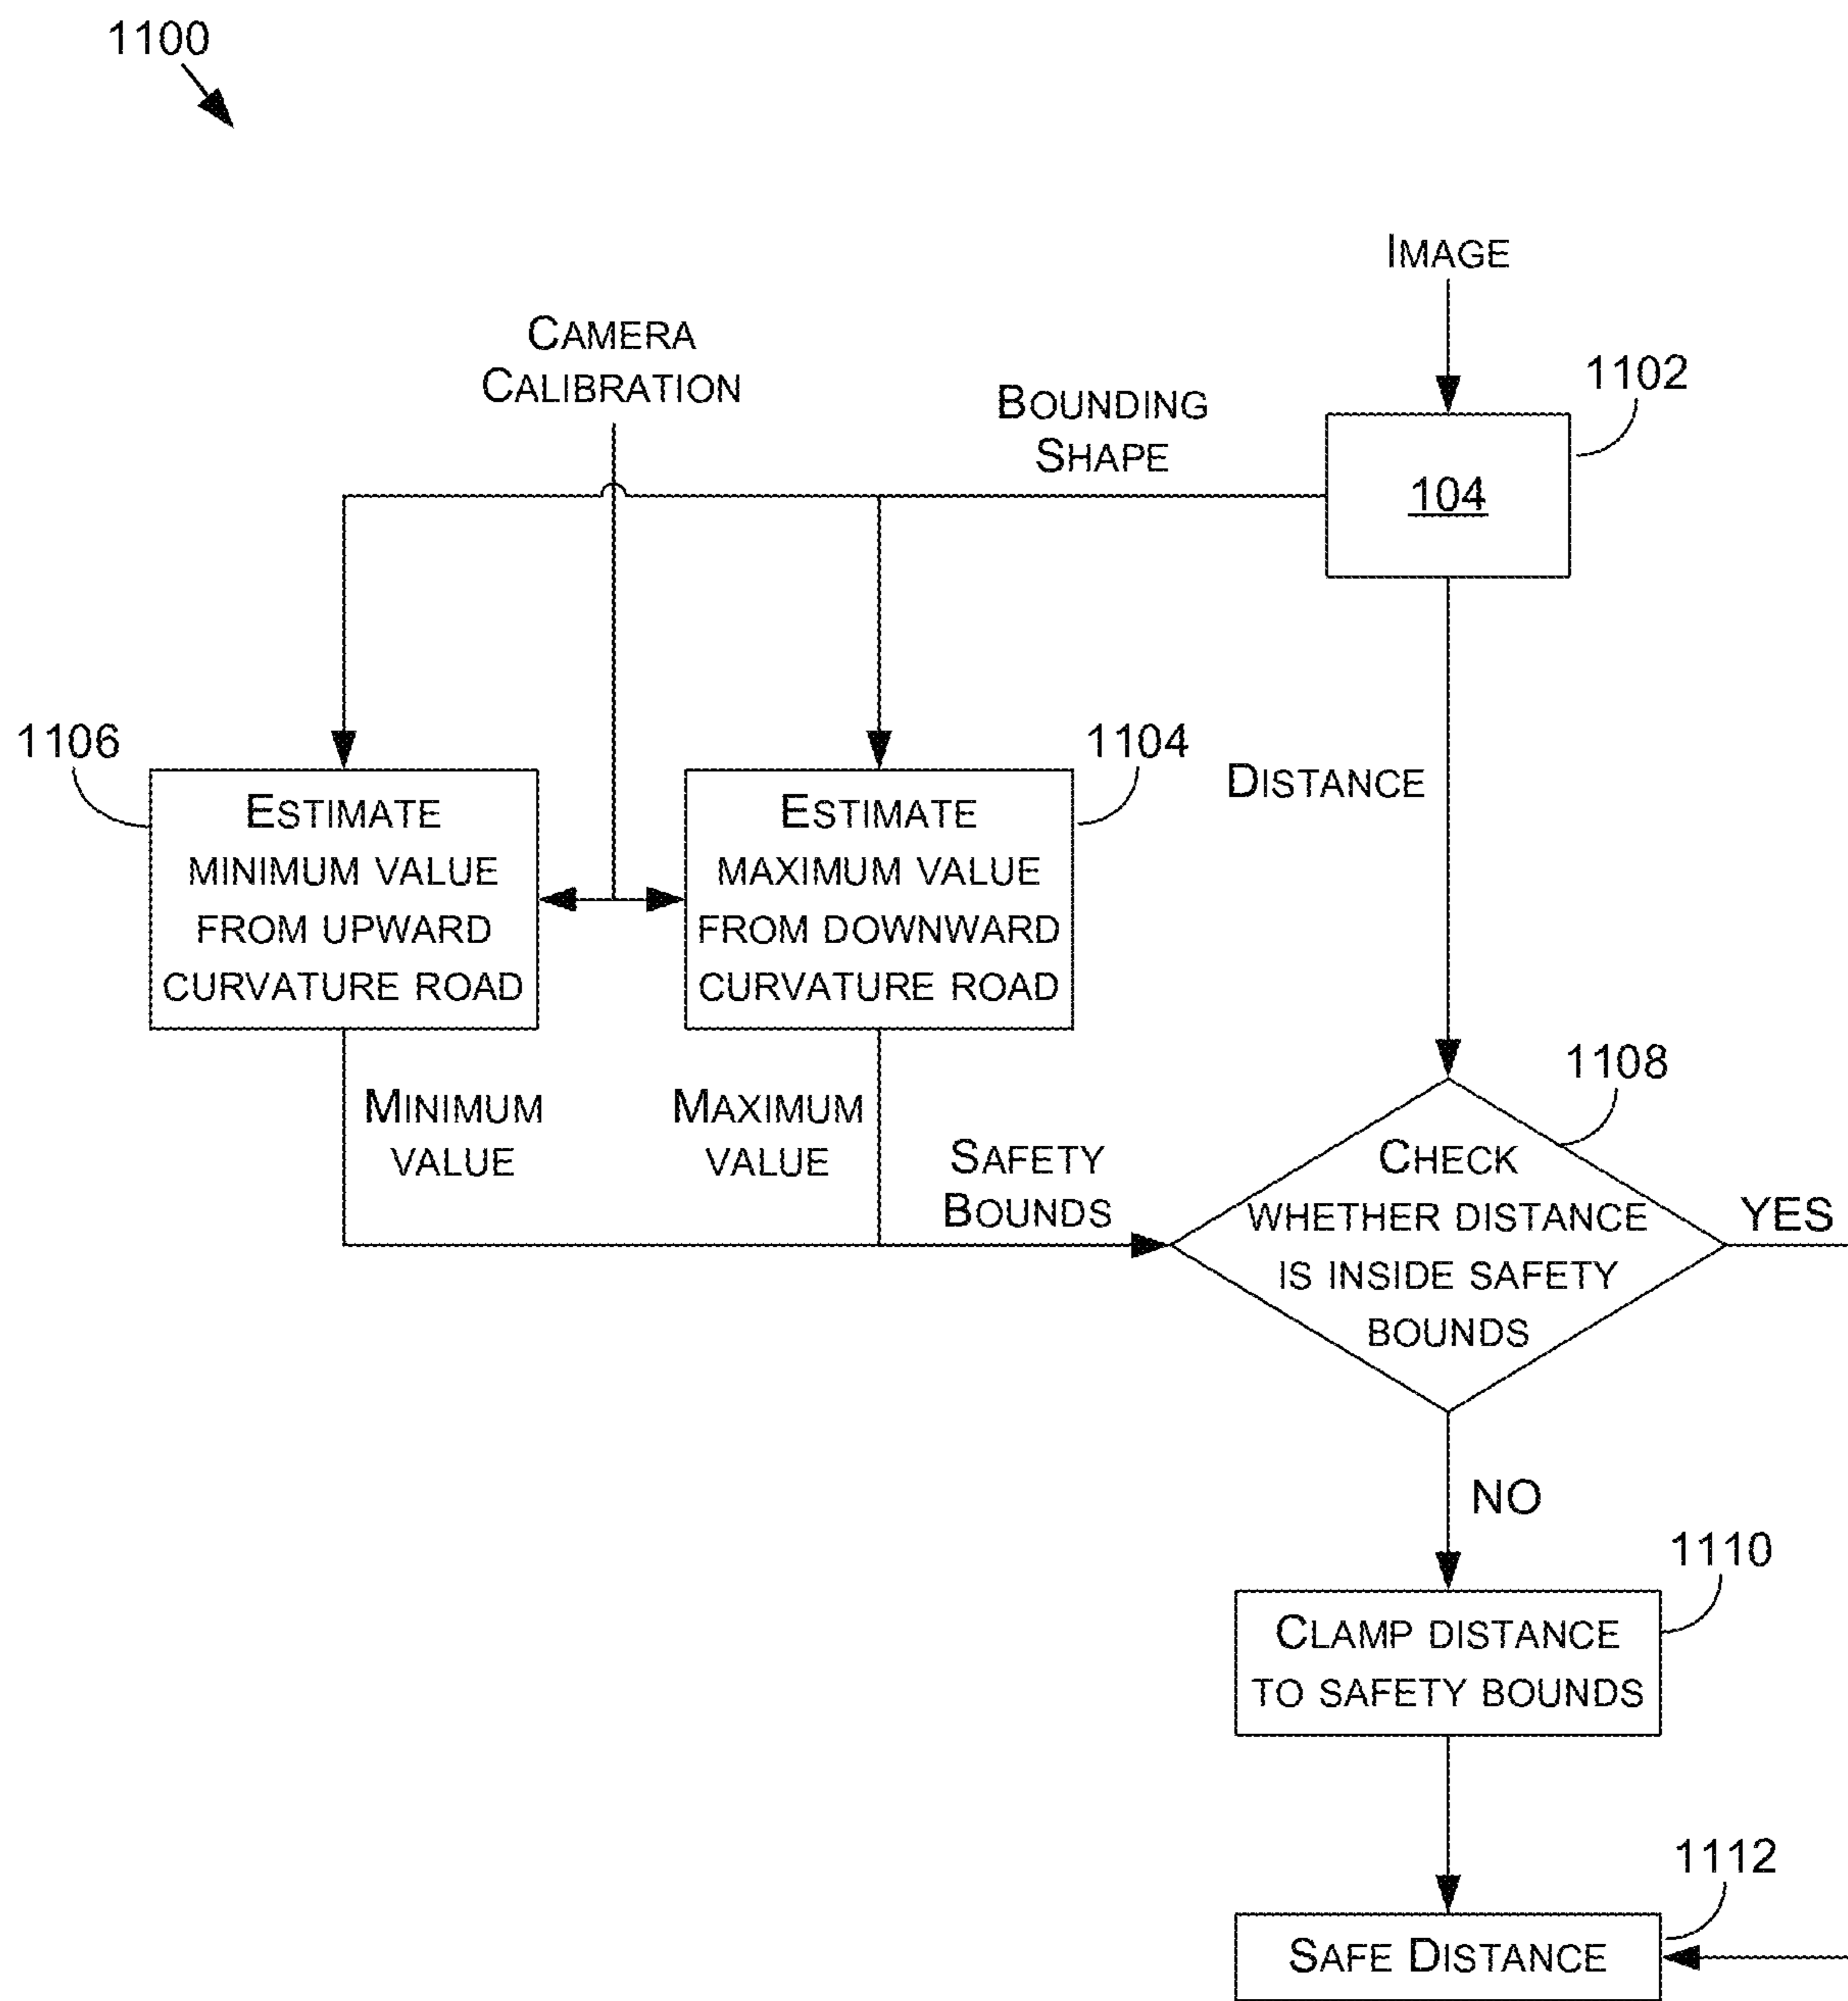 1100
IMAGE
CAMERA
CALIBRATION
BOUNDING
SHAPE
1102
104
1106
1104
ESTIMATE
MINIMUM VALUE
FROM UPWARD
CURVATURE ROAD
ESTIMATE
MAXIMUM VALUE
FROM DOWNWARD
CURVATURE ROAD
DISTANCE
1108
MINIMUM
VALUE
MAXIMUM
VALUE
SAFETY
BOUNDS
CHECK
WHETHER DISTANCE
IS INSIDE SAFETY
BOUNDS
YES
NO
1110
CLAMP DISTANCE
TO SAFETY BOUNDS
1112
SAFE DISTANCE